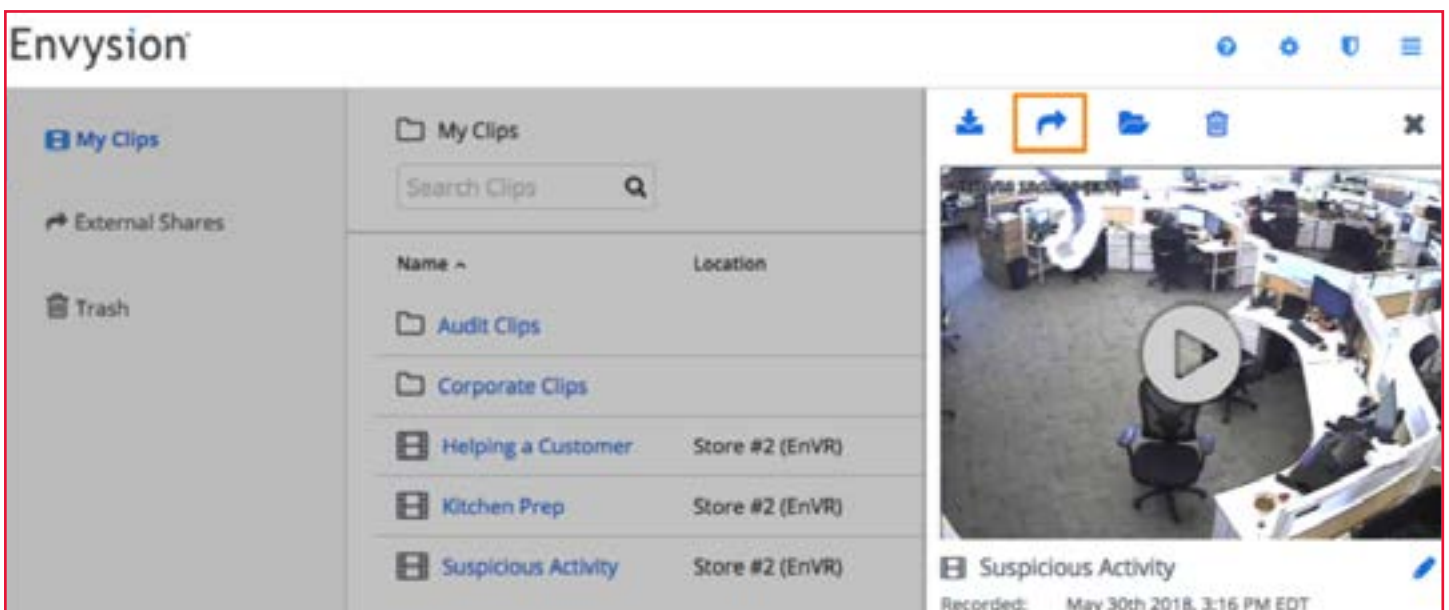 Envysion
My Clips
External Shares
Trash
My Clips
Search Clips
Name Location
Audit Clips
Corporate Clips
Helping a Customer Store #2 (EnVR)
Kitchen Prep Store #2 (EnVR)
Suspicious Activity Store #2 (EnVR)
Suspicious Activity
Recorded: May 30th 2018, 3:16 PM EDT